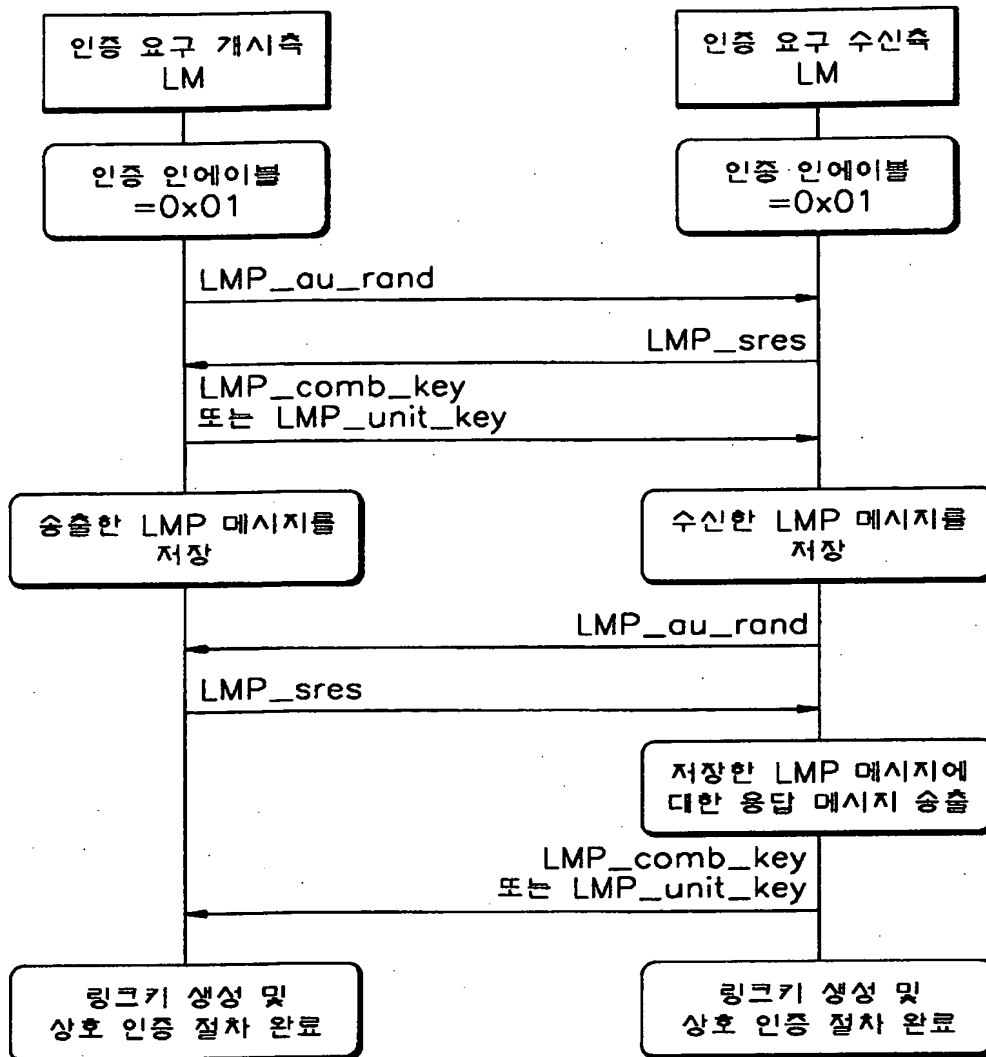 인증 요구 개시측
LM
인증 요구 수신측
LM
인증 인에이블
=0x01
인증 인에이블
=0x01
LMP_au_rand
LMP_sres
LMP_comb_key
또는 LMP_unit_key
송출한 LMP 메시지를
저장
수신한 LMP 메시지를
저장
LMP_au_rand
LMP_sres
저장한 LMP 메시지에
대한 응답 메시지 송출
LMP_comb_key
또는 LMP_unit_key
링크키 생성 및
상호 인증 절차 완료
링크키 생성 및
상호 인증 절차 완료